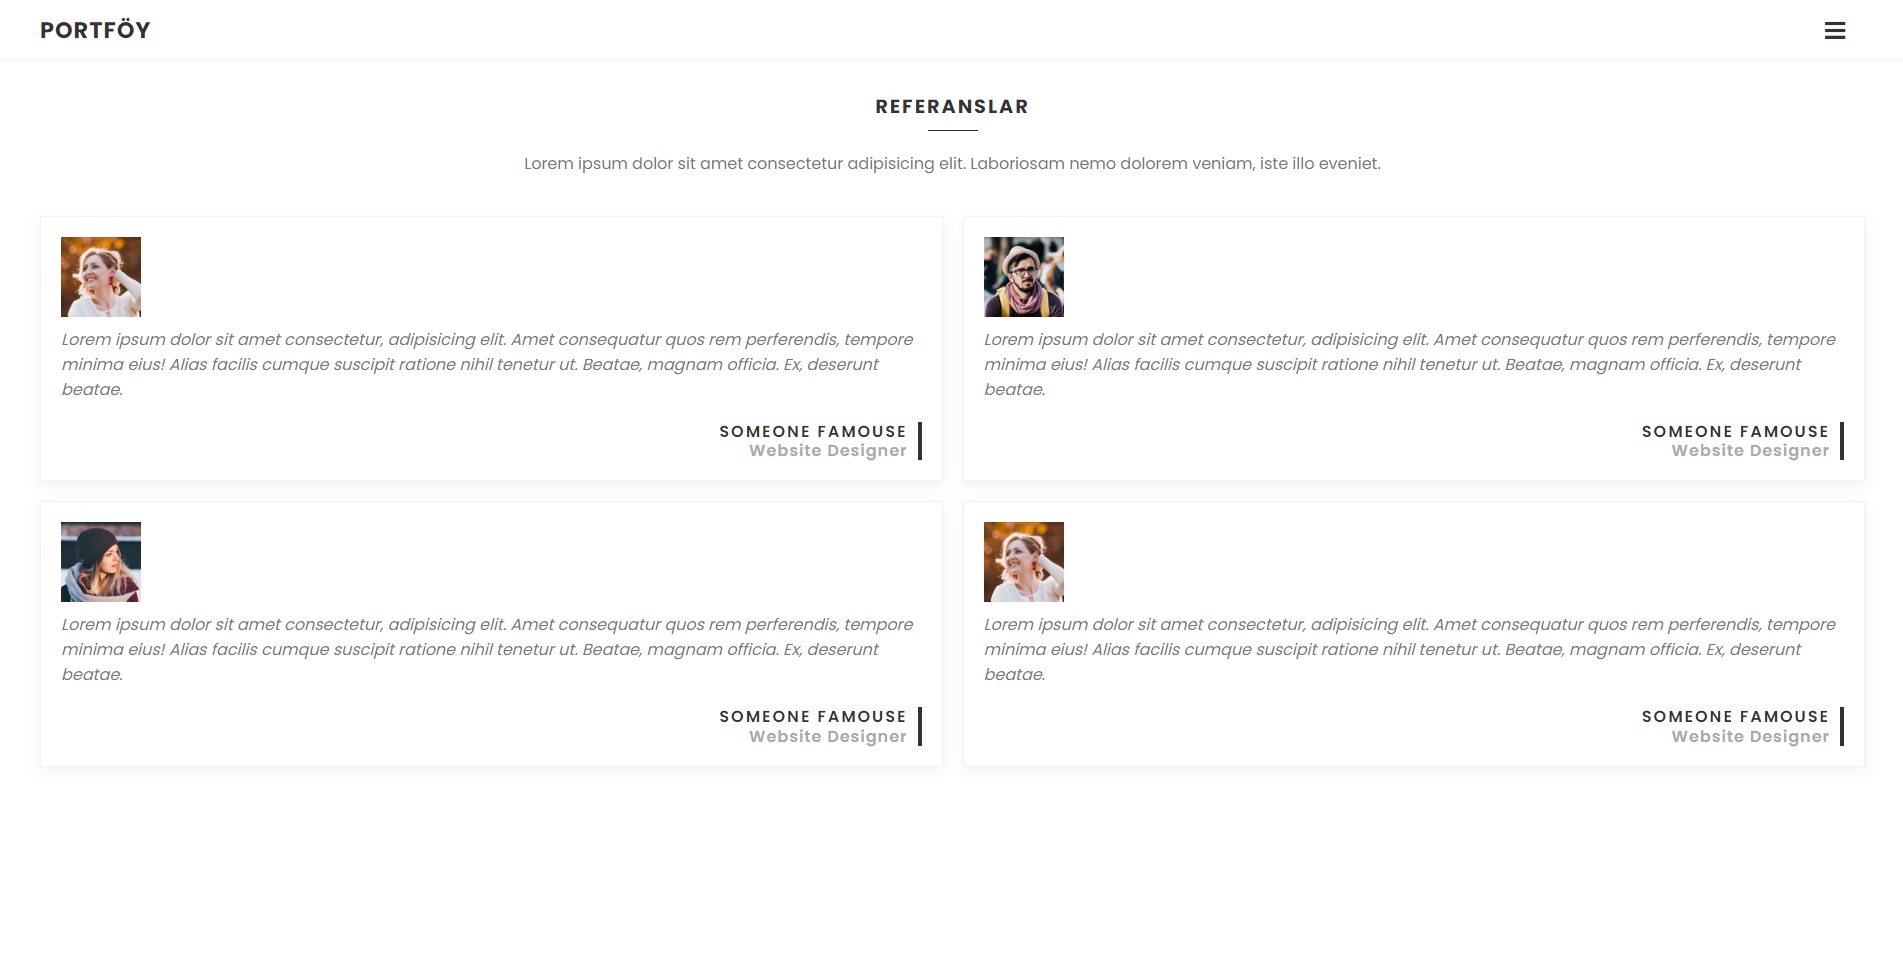 PORTFÖY
REFERANSLAR
Lorem ipsum dolor sit amet consectetur adipisicing elit. Laboriosam nemo dolorem veniam, iste illo eveniet.
Lorem ipsum dolor sit amet consectetur, adipisicing elit. Amet consequatur quos rem perferendis, tempore
minima eius! Alias facilis cumque suscipit ratione nihil tenetur ut. Beatae, magnam officia. Ex, deserunt
beatae.
SOMEONE FAMOUSE
Website Designer
Lorem ipsum dolor sit amet consectetur, adipisicing elit. Amet consequatur quos rem perferendis, tempore
minima eius! Alias facilis cumque suscipit ratione nihil tenetur ut. Beatae, magnam officia. Ex, deserunt
beatae.
SOMEONE FAMOUSE
Website Designer
Lorem ipsum dolor sit amet consectetur, adipisicing elit. Amet consequatur quos rem perferendis, tempore
minima eius! Alias facilis cumque suscipit ratione nihil tenetur ut. Beatae, magnam officia. Ex, deserunt
beatae.
SOMEONE FAMOUSE
Website Designer
Lorem ipsum dolor sit amet consectetur, adipisicing elit. Amet consequatur quos rem perferendis, tempore
minima eius! Alias facilis cumque suscipit ratione nihil tenetur ut. Beatae, magnam officia. Ex, deserunt
beatae.
SOMEONE FAMOUSE
Website Designer